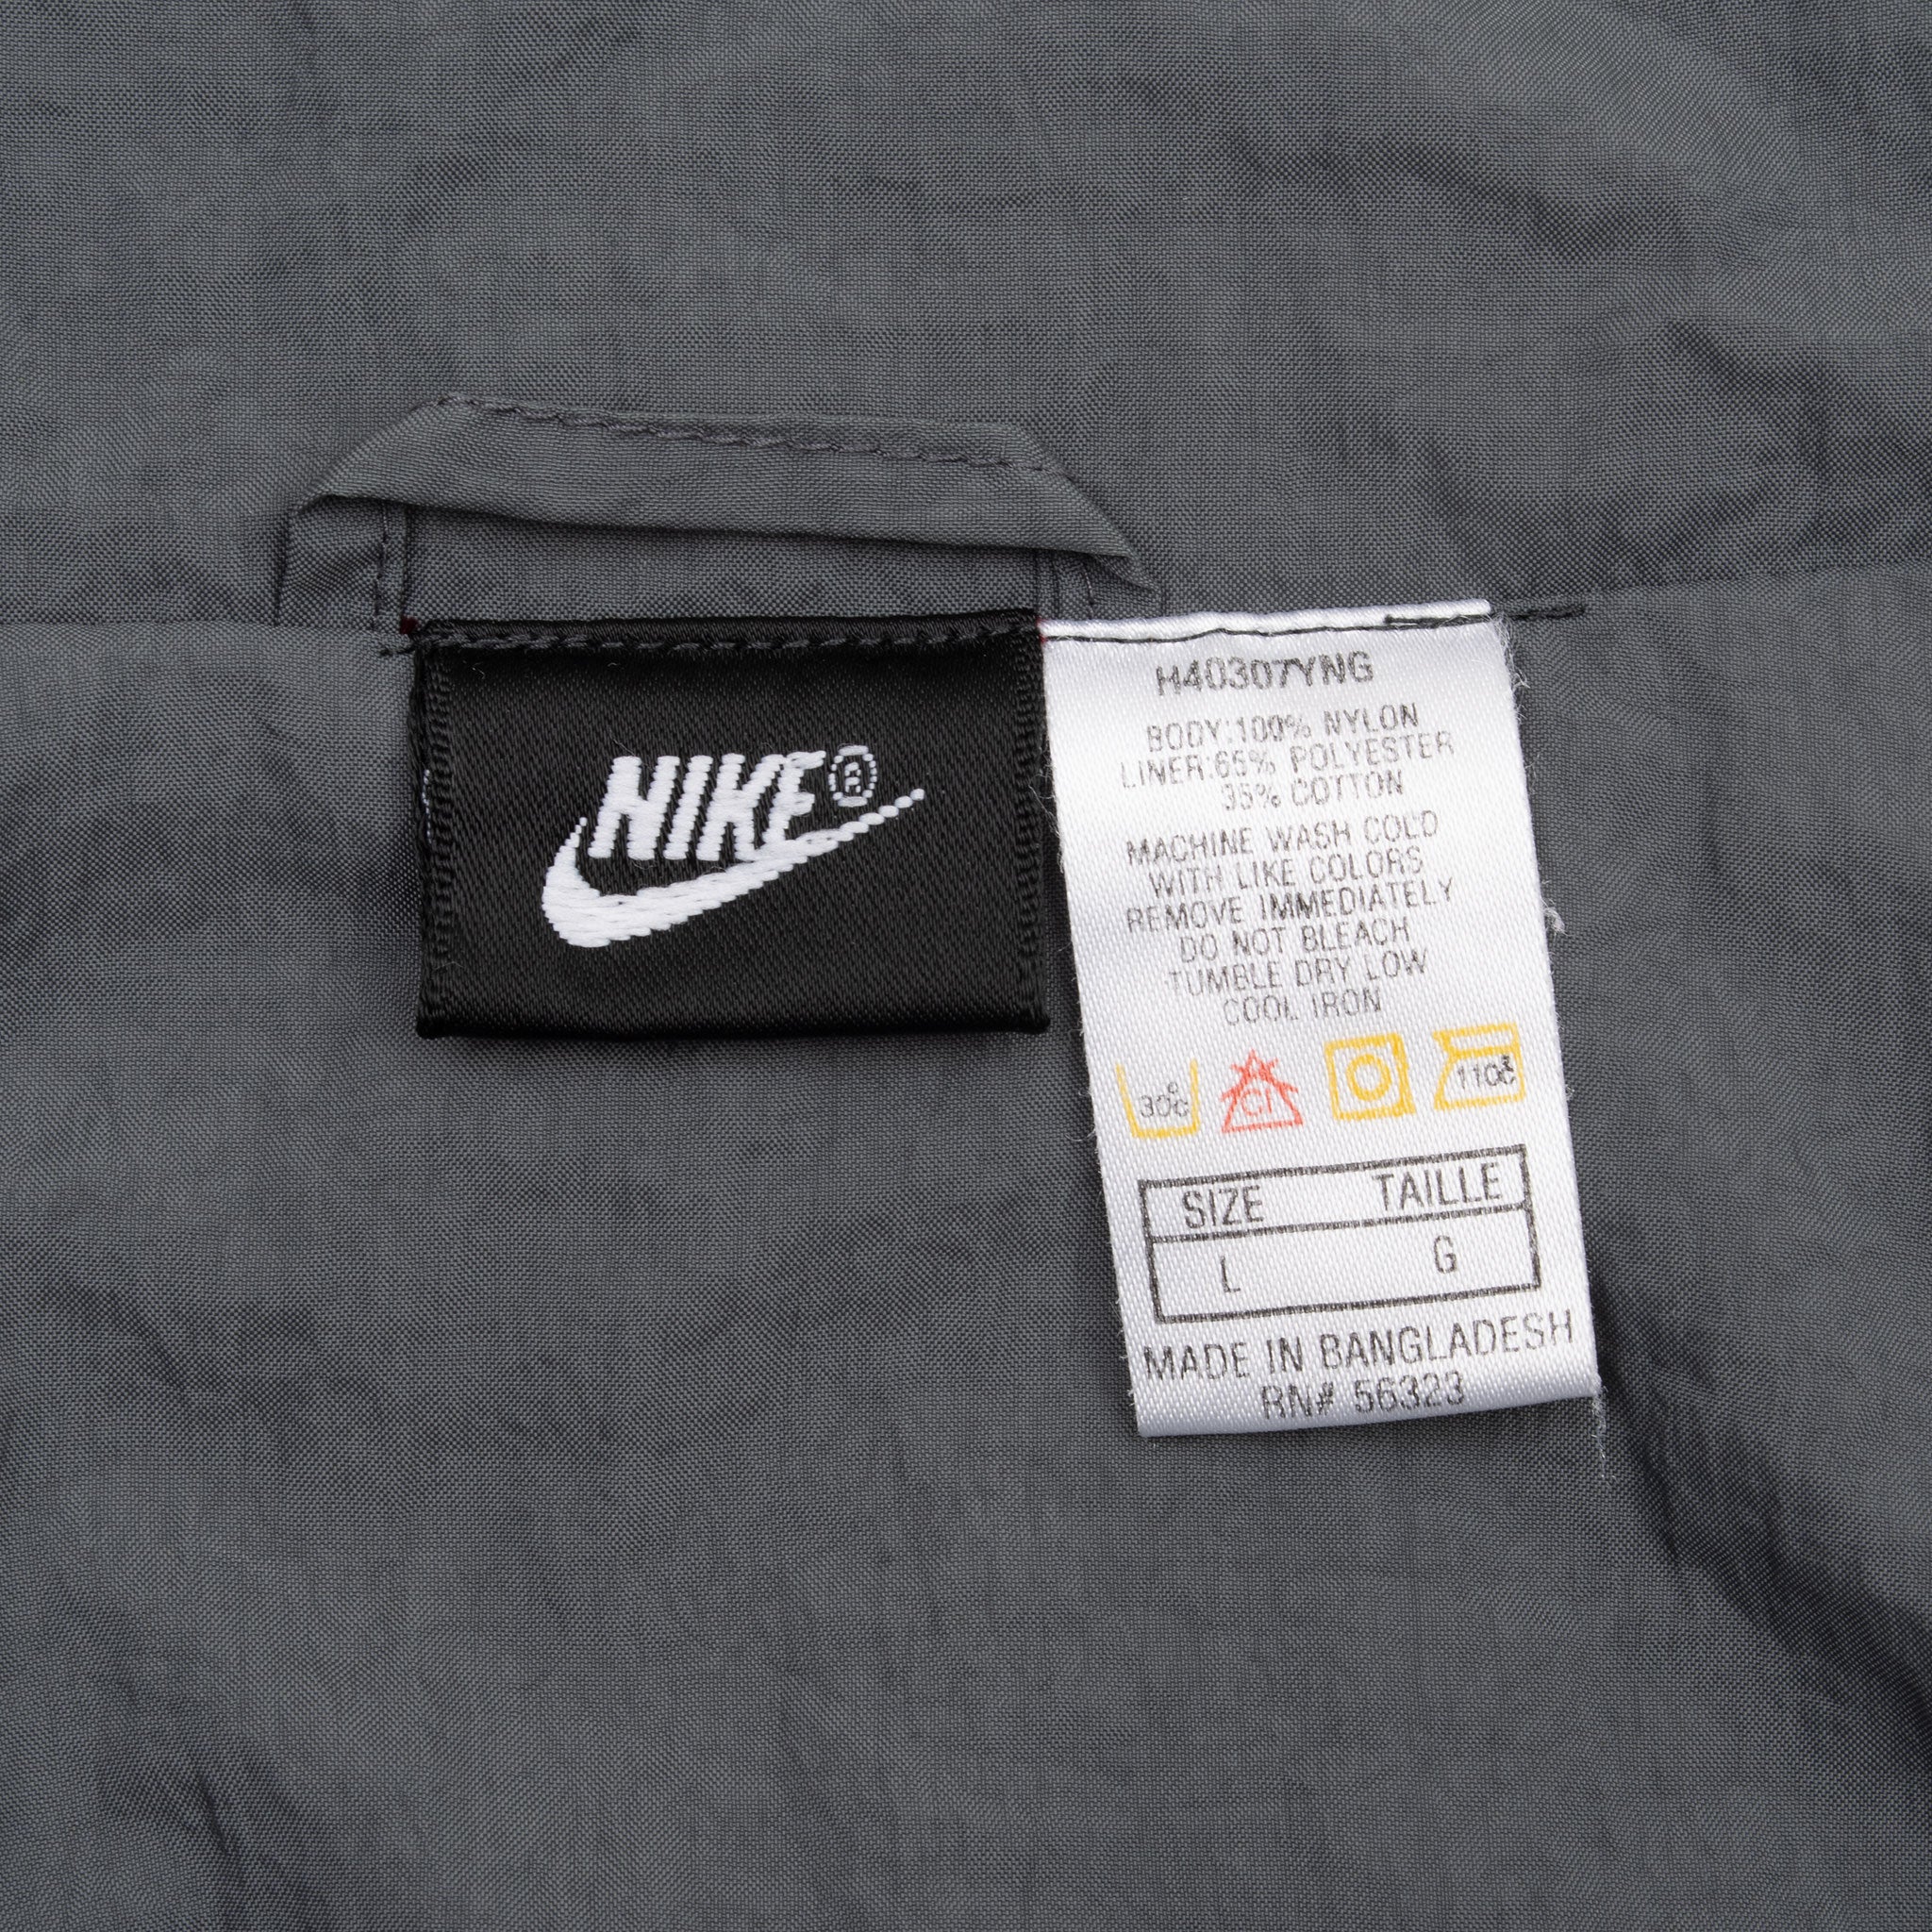 NIKE®
H40307YNG
BODY:100% NYLON
LINER:65% POLYESTER
35% COTTON
MACHINE WASH COLD
WITH LIKE COLORS
REMOVE IMMEDIATELY
DO NOT BLEACH
TUMBLE DRY LOW
COOL IRON
30°C Cl 110°C
SIZE TAILLE
L G
MADE IN BANGLADESH
RN# 56323